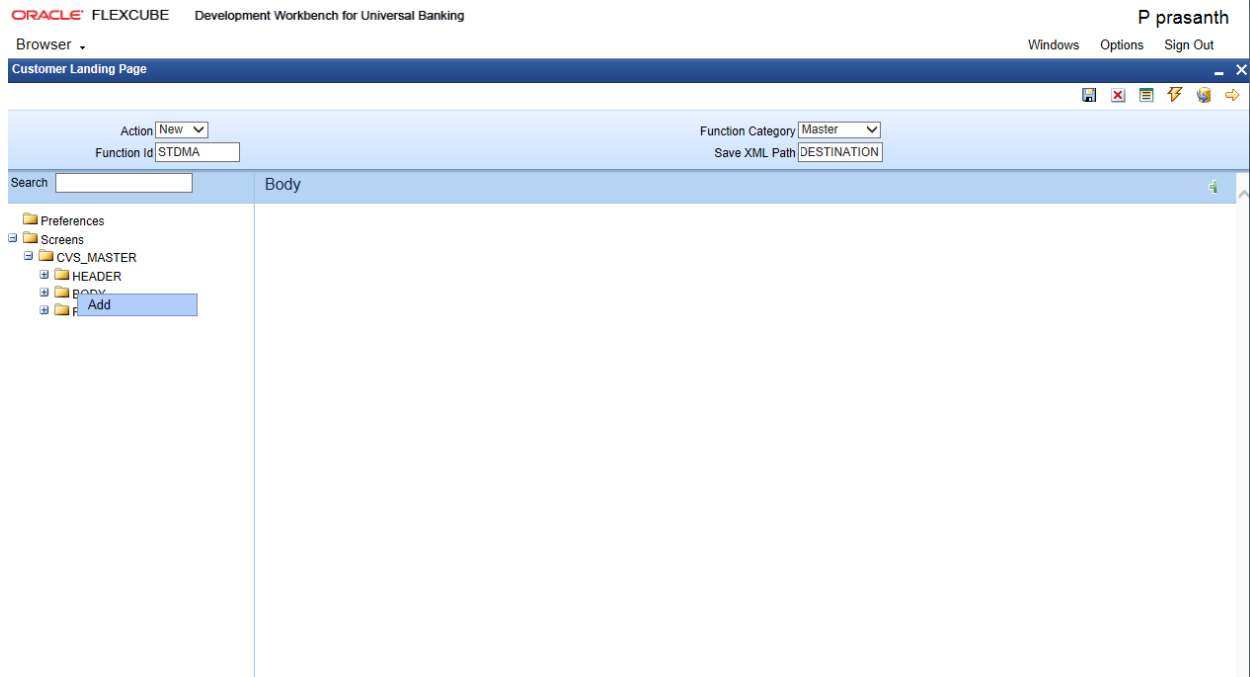 ORACLE FLEXCUBE Development Workbench for Universal Banking P prasanth
Browser Windows Options Sign Out
Customer Landing Page
Action New Function Category Master
Function Id STDMA Save XML Path DESTINATION
Search Body
Preferences
Screens
CVS_MASTER
HEADER
BODY
Add